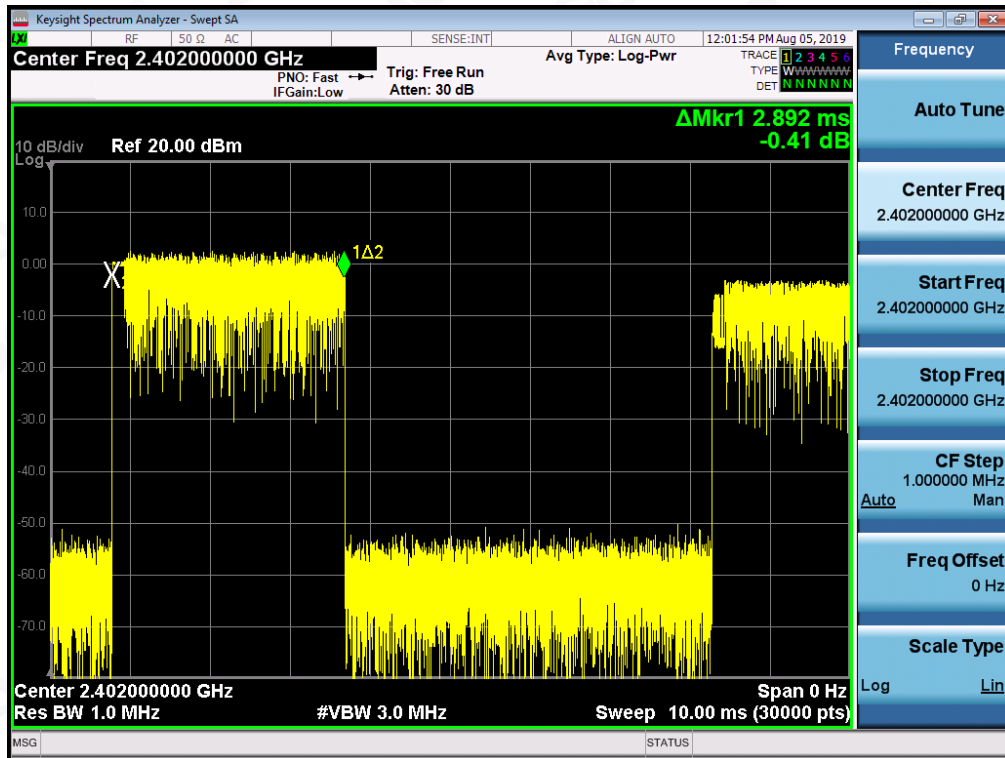 Keysight Spectrum Analyzer - Swept SA
LXI RF 50 Ω AC SENSE:INT ALIGN AUTO 12:01:54 PM Aug 05, 2019
Center Freq 2.402000000 GHz
PNO: Fast
IFGain:Low
Trig: Free Run
Atten: 30 dB
Avg Type: Log-Pwr
TRACE 1 2 3 4 5 6
TYPE WWWWWW
DET N N N N N N
ΔMkr1 2.892 ms
-0.41 dB
10 dB/div Ref 20.00 dBm
Log
10.0
0.00
-10.0
-20.0
-30.0
-40.0
-50.0
-60.0
-70.0
1Δ2
Center 2.402000000 GHz Span 0 Hz
Res BW 1.0 MHz #VBW 3.0 MHz Sweep 10.00 ms (30000 pts)
MSG STATUS
Frequency
Auto Tune
Center Freq
2.402000000 GHz
Start Freq
2.402000000 GHz
Stop Freq
2.402000000 GHz
CF Step
1.000000 MHz
Auto Man
Freq Offset
0 Hz
Scale Type
Log Lin